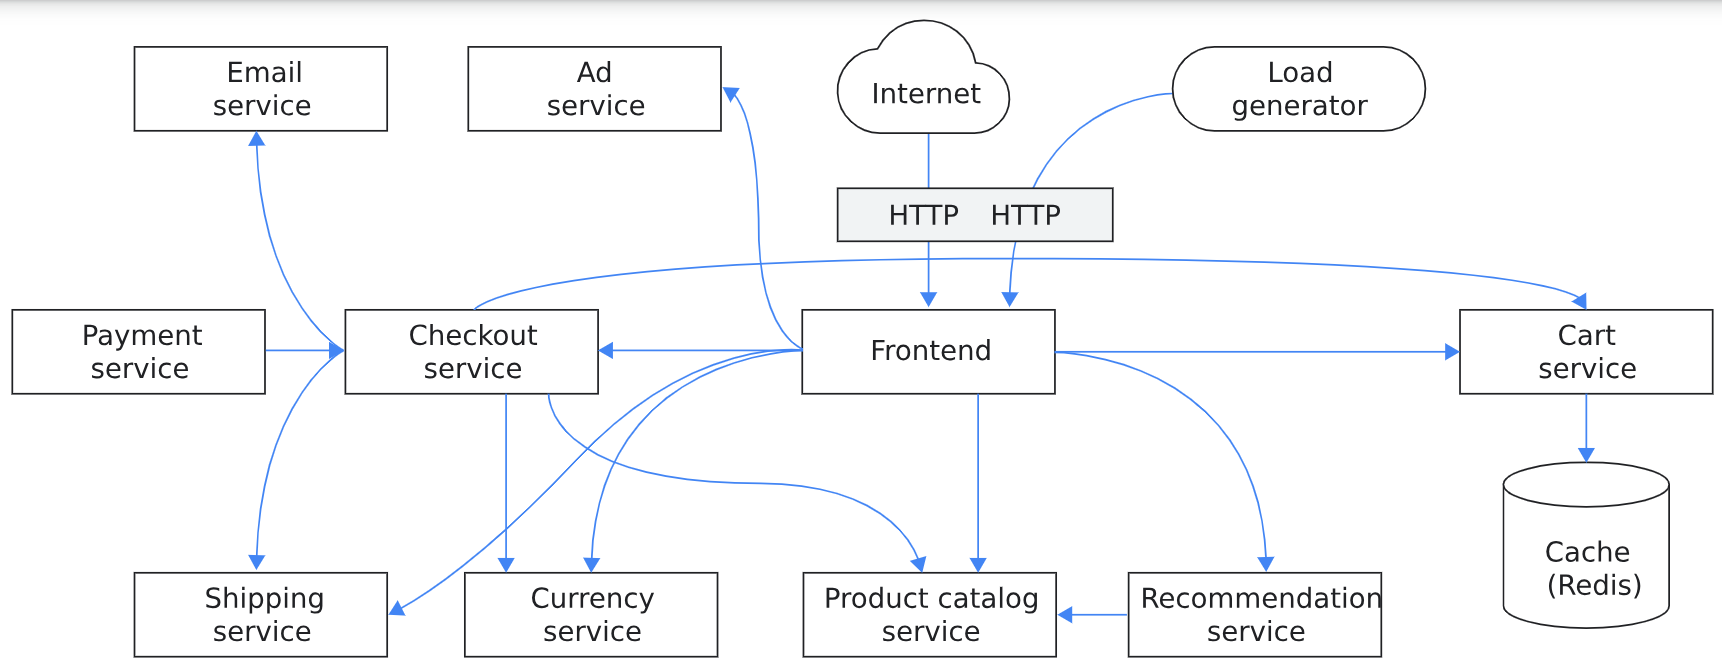 Email
service
Ad
service
Internet
Load
generator
HTTP HTTP
Payment
service
Checkout
service
Frontend
Cart
service
Cache
(Redis)
Shipping
service
Currency
service
Product catalog
service
Recommendation
service